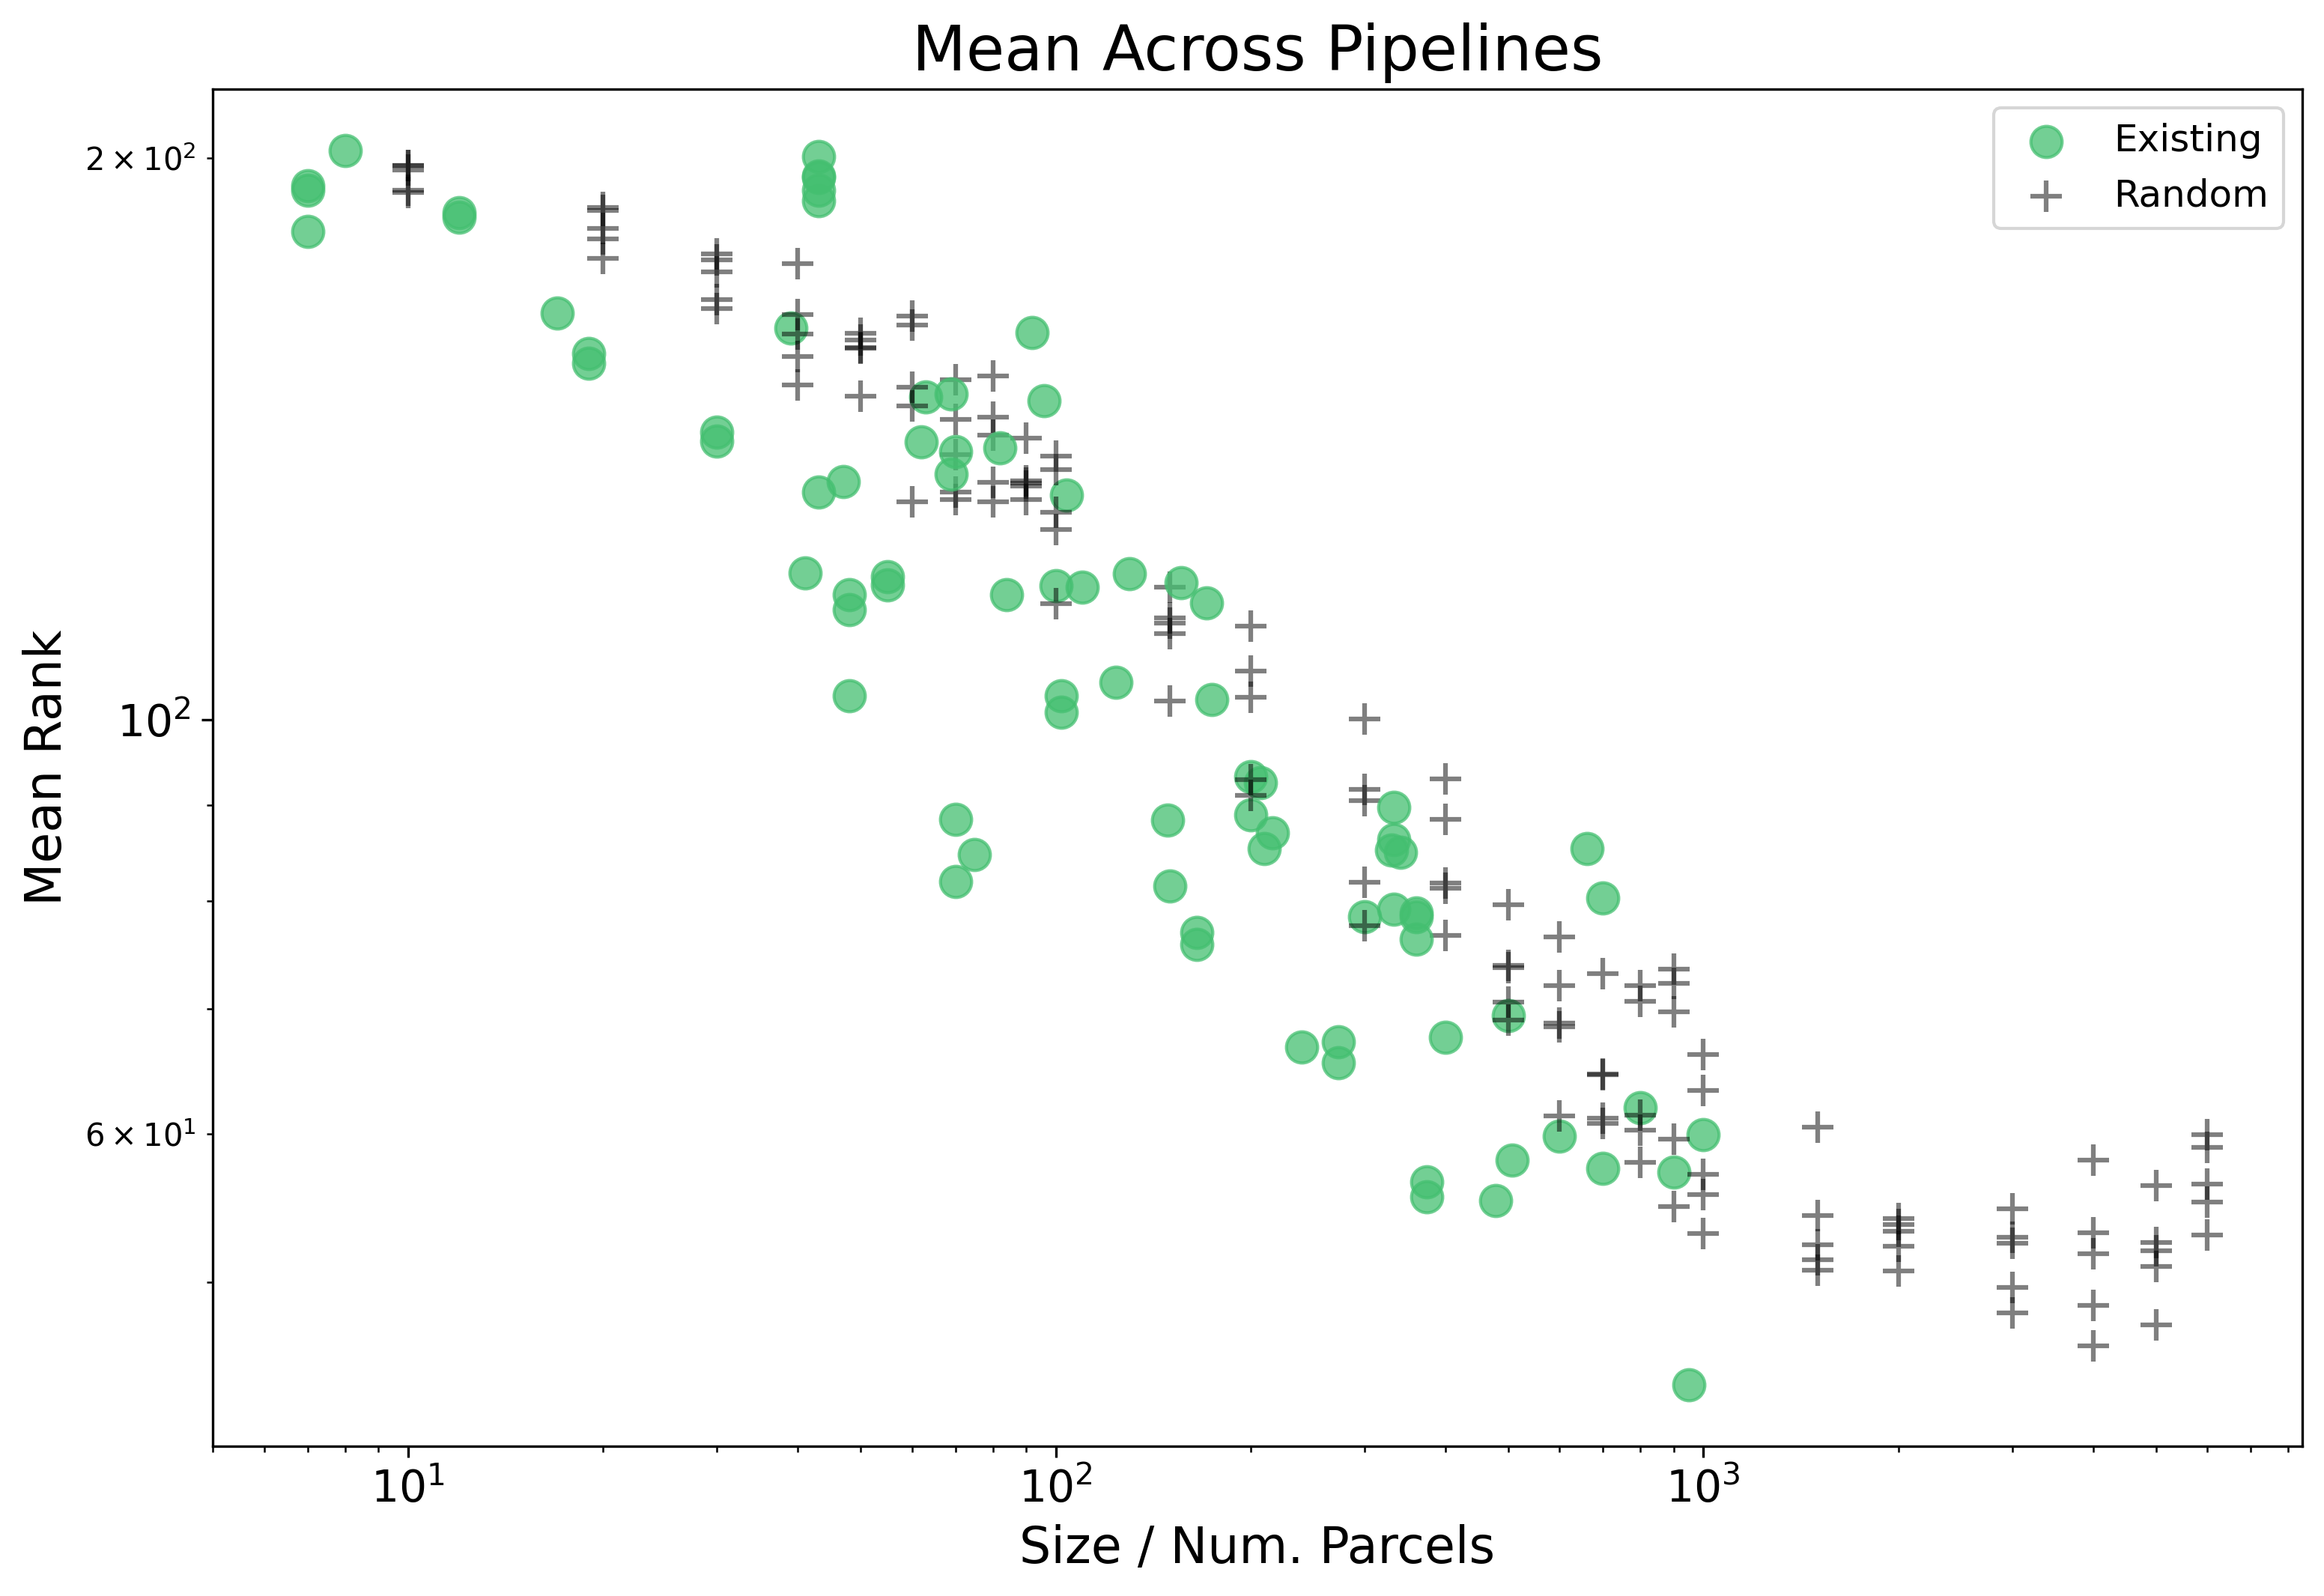 Mean Across Pipelines
Existing
Random
2 × 10²
10²
6 × 10¹
Mean Rank
10¹ 10² 10³
Size / Num. Parcels